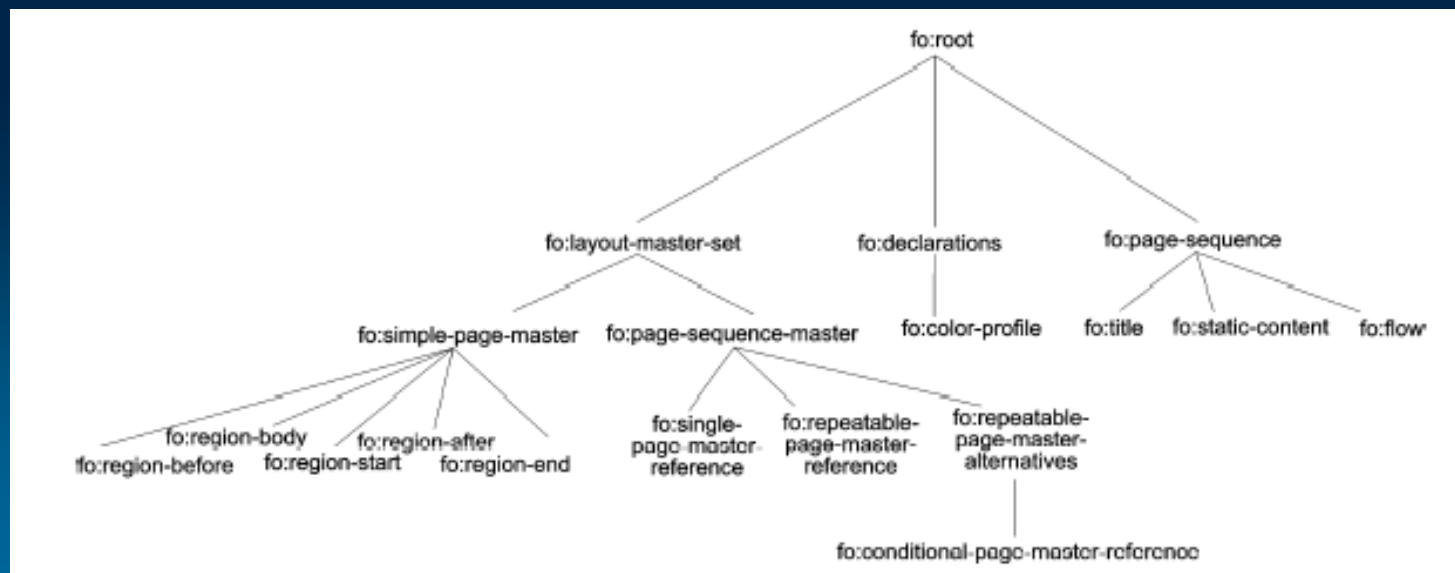 fo:root
fo:layout-master-set
fo:declarations
fo:page-sequence
fo:simple-page-master
fo:page-sequence-master
fo:color-profile
fo:title
fo:static-content
fo:flow
fo:region-before
fo:region-body
fo:region-start
fo:region-after
fo:region-end
fo:single-
page-master-
reference
fo:repeatable-
page-master-
reference
fo:repeatable-
page-master-
alternatives
fo:conditional-page-master-reference